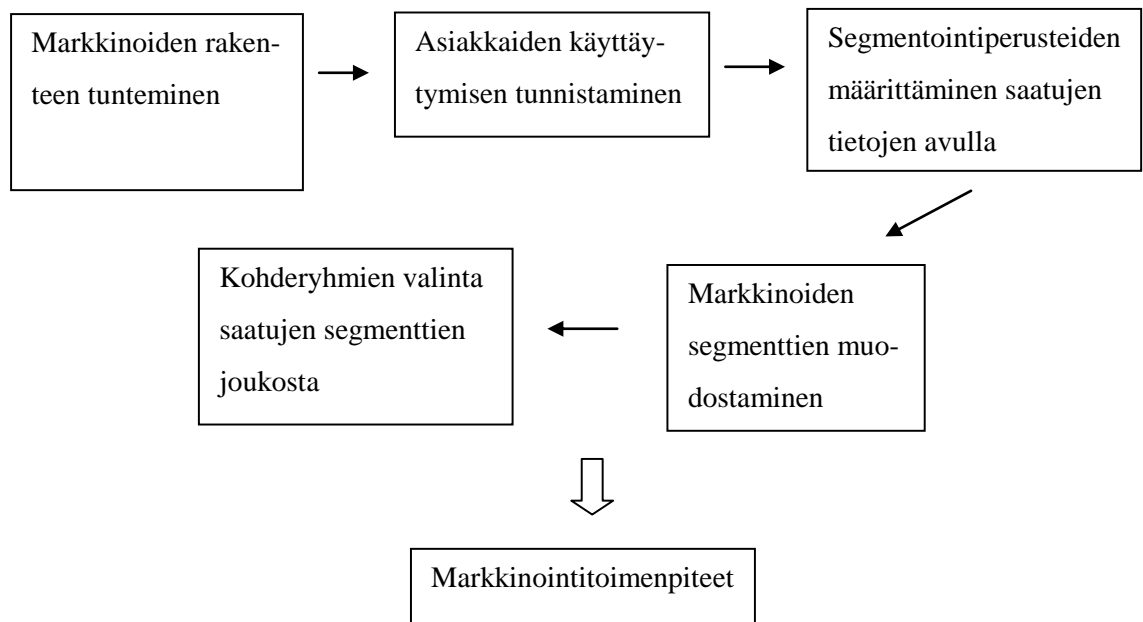 Markkinoiden raken-
teen tunteminen
Asiakkaiden käyttäy-
tymisen tunnistaminen
Segmentointiperusteiden
määrittäminen saatujen
tietojen avulla
Markkinoiden
segmenttien muo-
dostaminen
Kohderyhmien valinta
saatujen segmenttien
joukosta
Markkinointitoimenpiteet